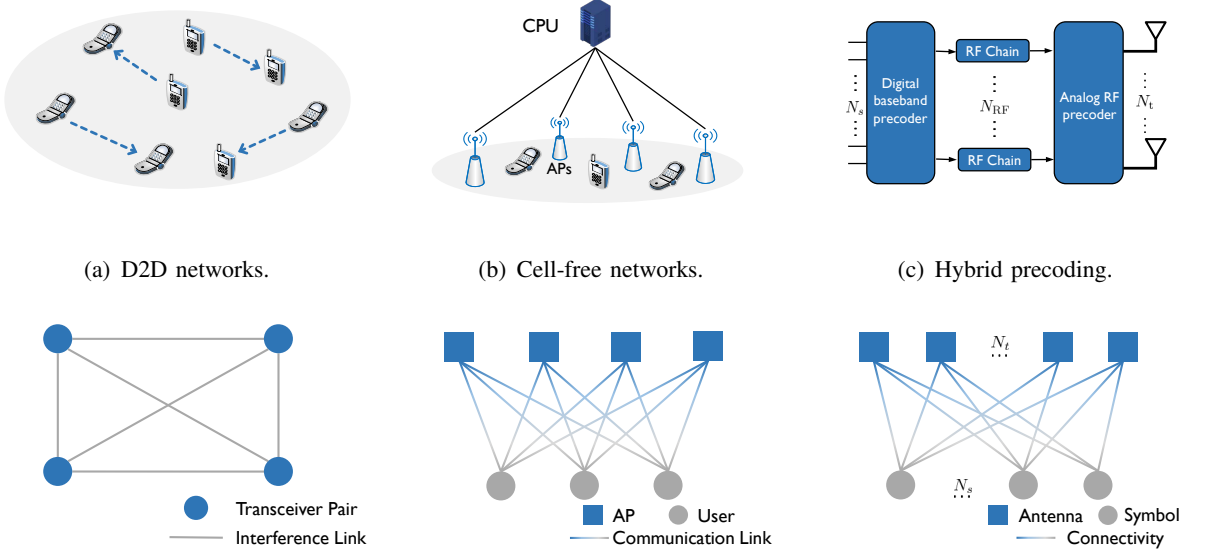 CPU
APs
(a) D2D networks.
(b) Cell-free networks.
Digital
baseband
precoder
RF Chain
RF Chain
Analog RF
precoder
N_s
N_RF
N_t
(c) Hybrid precoding.
Transceiver Pair
Interference Link
AP
User
Communication Link
N_t
N_s
Antenna
Symbol
Connectivity